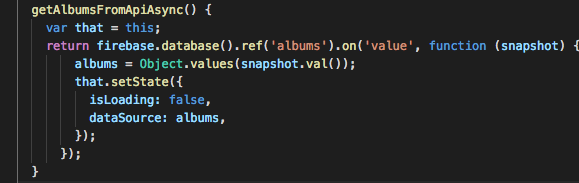 getAlbumsFromApiAsync() {
var that = this;
return firebase.database().ref('albums').on('value', function (snapshot) {
albums = Object.values(snapshot.val());
that.setState({
isLoading: false,
dataSource: albums,
});
});
}